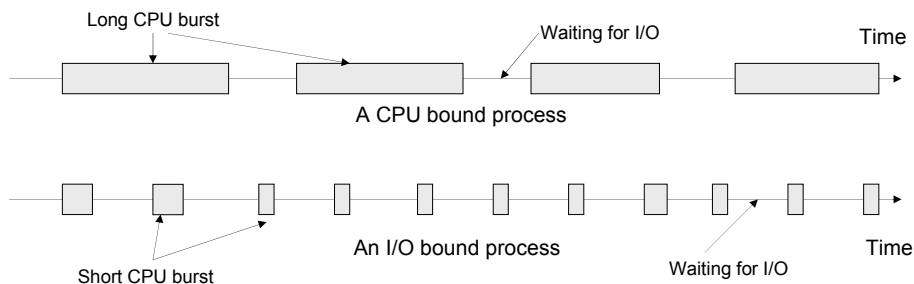 Long CPU burst
Waiting for I/O
Time
A CPU bound process
An I/O bound process
Time
Short CPU burst
Waiting for I/O